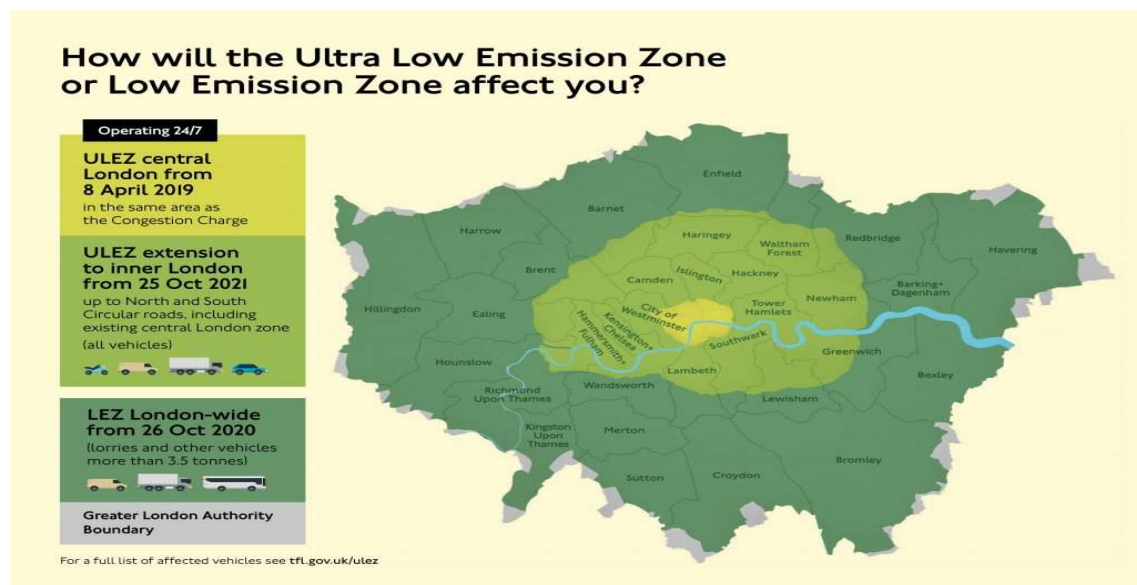 How will the Ultra Low Emission Zone
or Low Emission Zone affect you?
Operating 24/7
ULEZ central
London from
8 April 2019
in the same area as
the Congestion Charge
ULEZ extension
to inner London
from 25 Oct 2021
up to North and South
Circular roads, including
existing central London zone
(all vehicles)
LEZ London-wide
from 26 Oct 2020
(lorries and other vehicles
more than 3.5 tonnes)
Greater London Authority
Boundary
For a full list of affected vehicles see tfl.gov.uk/ulez
Enfield
Barnet
Harrow
Haringey
Waltham
Forest
Redbridge
Havering
Brent
Camden
Islington
Hackney
Barking+
Dagenham
Hillingdon
Ealing
City of
Westminster
Tower
Hamlets
Newham
Kensington+
Chelsea
Hammersmith+
Fulham
Southwark
Greenwich
Hounslow
Lambeth
Bexley
Richmond
Upon Thames
Wandsworth
Lewisham
Kingston
Upon
Thames
Merton
Bromley
Sutton
Croydon